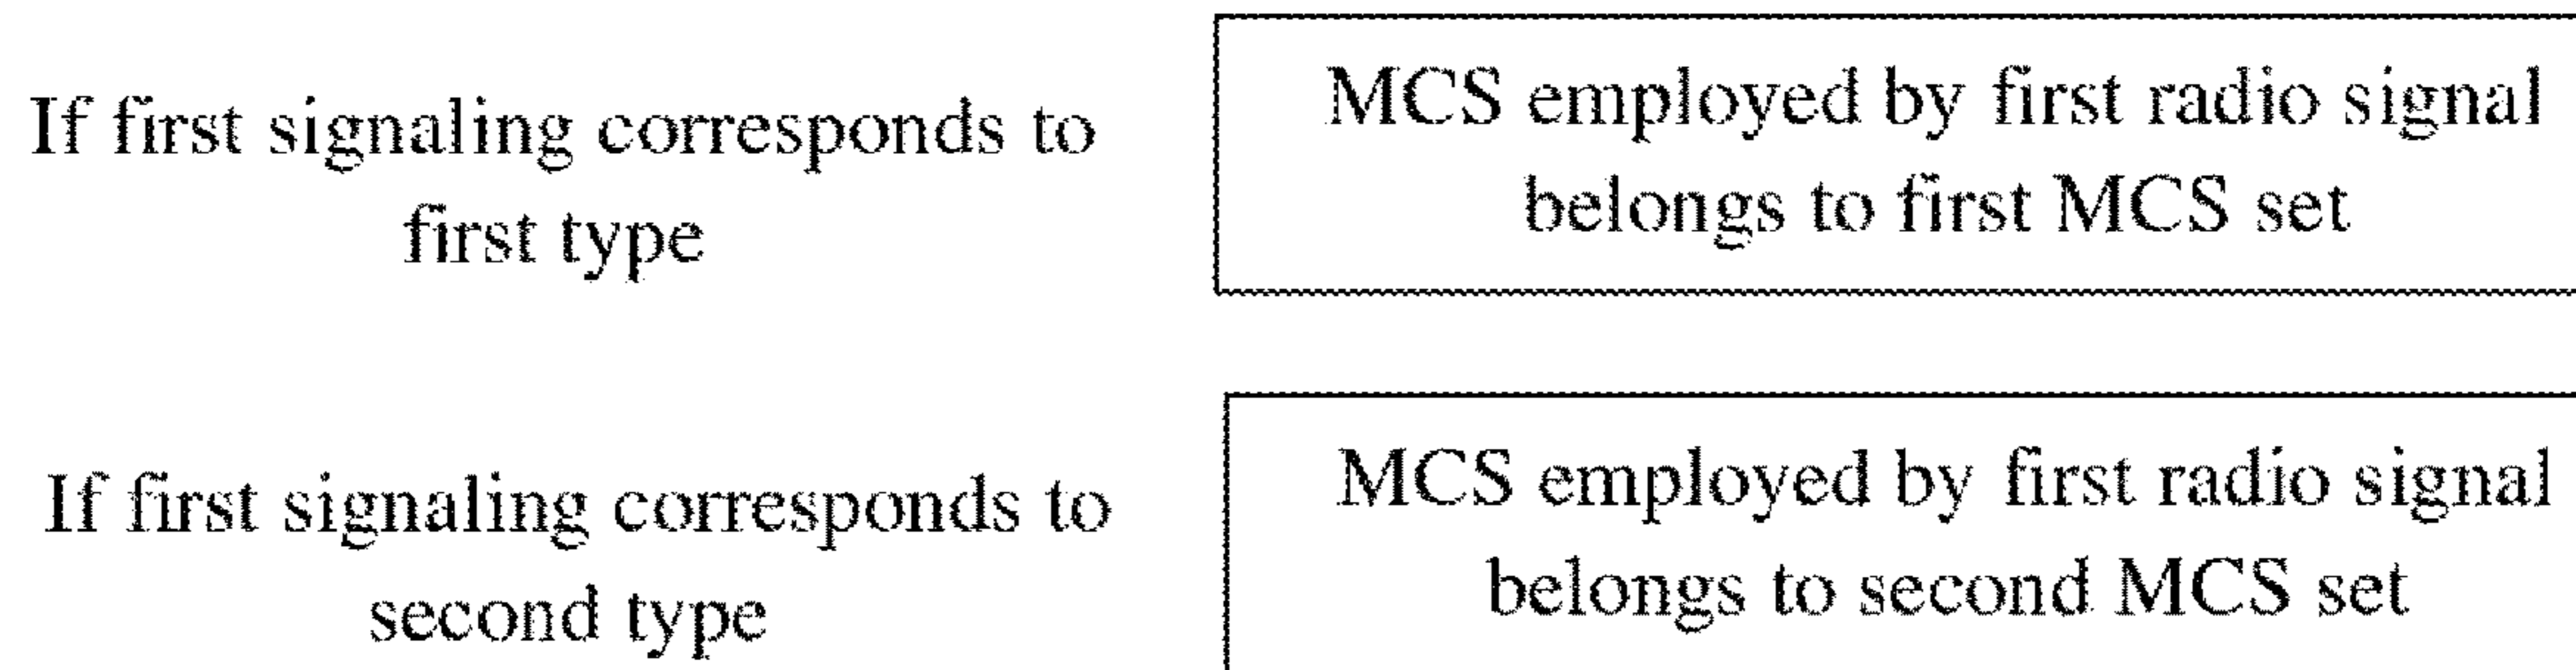 If first signaling corresponds to
first type
MCS employed by first radio signal
belongs to first MCS set
If first signaling corresponds to
second type
MCS employed by first radio signal
belongs to second MCS set